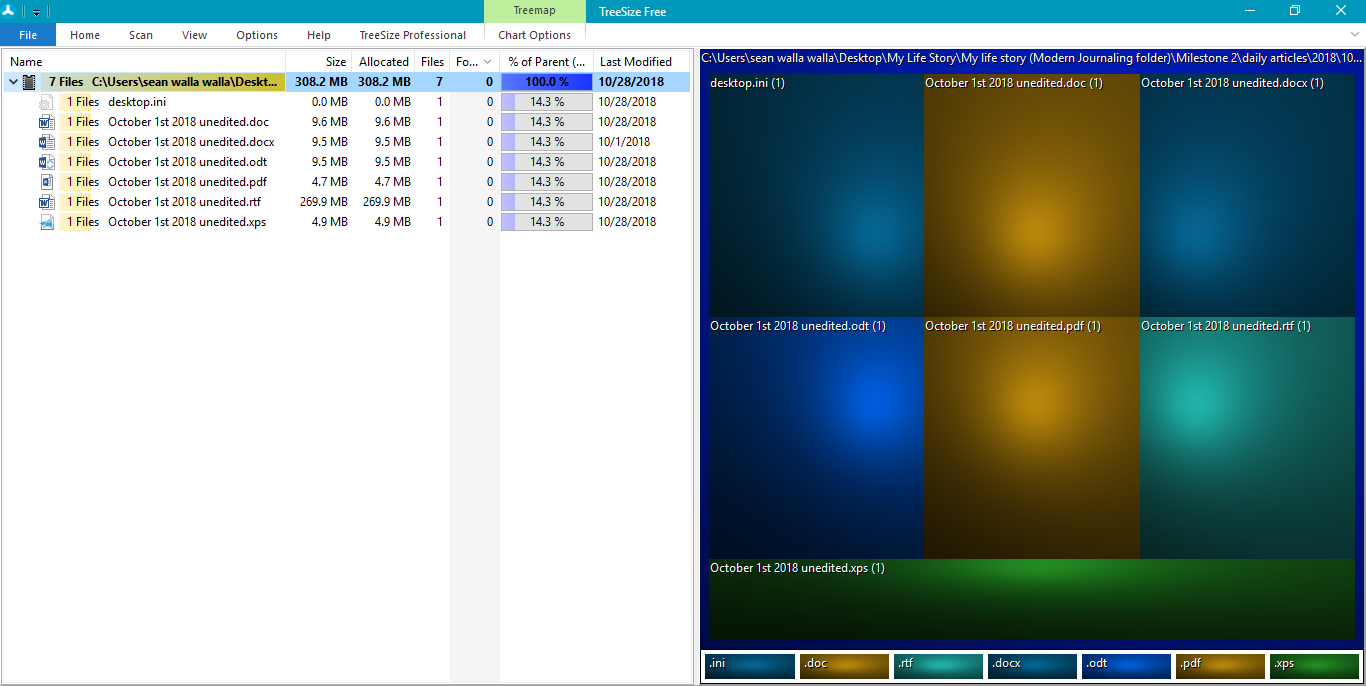 Treemap TreeSize Free
File Home Scan View Options Help TreeSize Professional Chart Options
Name Size Allocated Files Fo... % of Parent (... Last Modified
7 Files C:\Users\sean walla walla\Deskt... 308.2 MB 308.2 MB 7 0 100.0 % 10/28/2018
1 Files desktop.ini 0.0 MB 0.0 MB 1 0 14.3 % 10/28/2018
1 Files October 1st 2018 unedited.doc 9.6 MB 9.6 MB 1 0 14.3 % 10/28/2018
1 Files October 1st 2018 unedited.docx 9.5 MB 9.5 MB 1 0 14.3 % 10/1/2018
1 Files October 1st 2018 unedited.odt 9.5 MB 9.5 MB 1 0 14.3 % 10/28/2018
1 Files October 1st 2018 unedited.pdf 4.7 MB 4.7 MB 1 0 14.3 % 10/28/2018
1 Files October 1st 2018 unedited.rtf 269.9 MB 269.9 MB 1 0 14.3 % 10/28/2018
1 Files October 1st 2018 unedited.xps 4.9 MB 4.9 MB 1 0 14.3 % 10/28/2018
C:\Users\sean walla walla\Desktop\My Life Story\My life story (Modern Journaling folder)\Milestone 2\daily articles\2018\10...
desktop.ini (1) October 1st 2018 unedited.doc (1) October 1st 2018 unedited.docx (1)
October 1st 2018 unedited.odt (1) October 1st 2018 unedited.pdf (1) October 1st 2018 unedited.rtf (1)
October 1st 2018 unedited.xps (1)
.ini .doc .rtf .docx .odt .pdf .xps